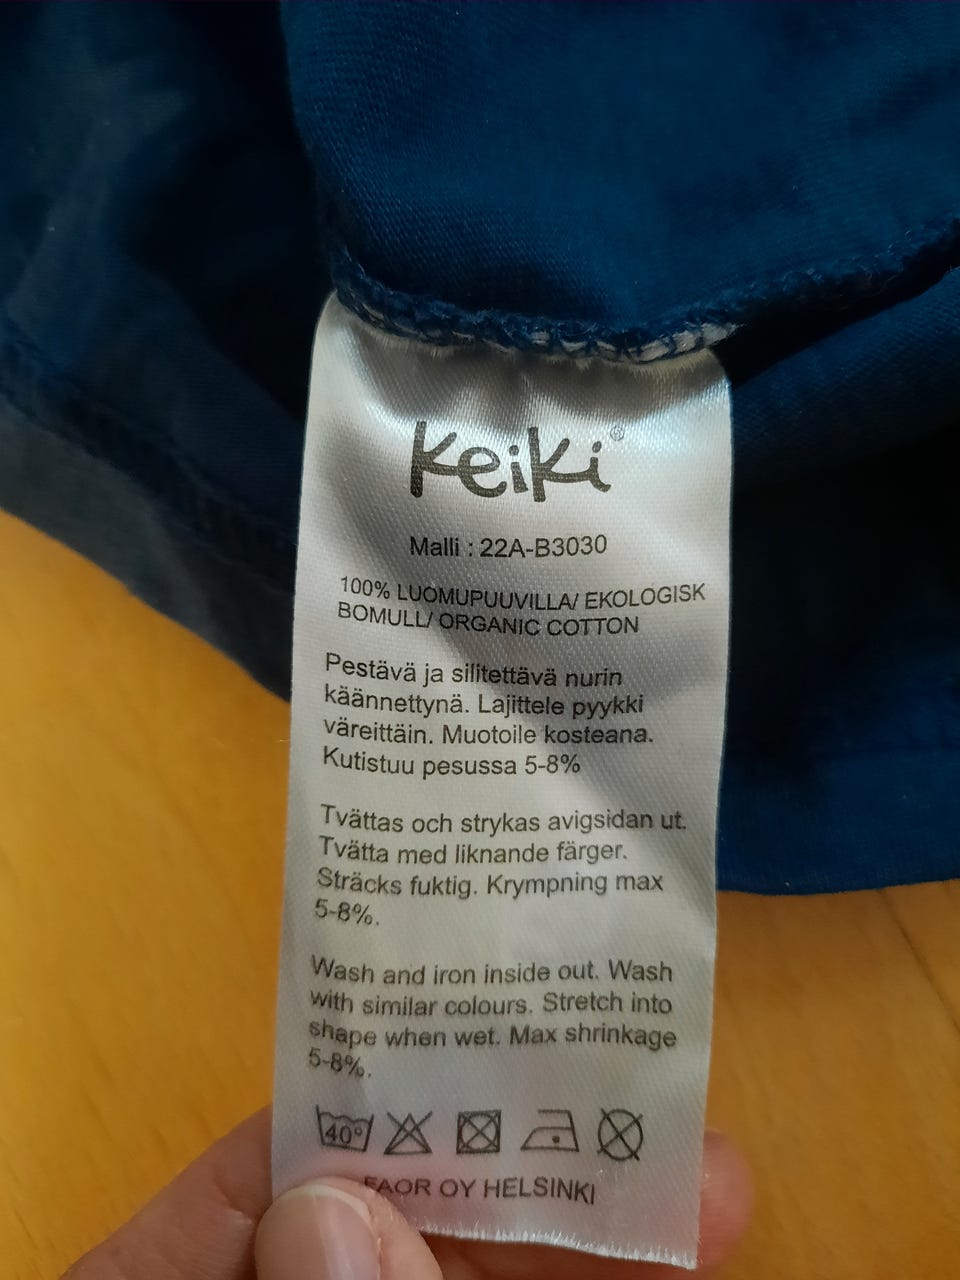 Keiki®
Malli : 22A-B3030
100% LUOMUPUUVILLA/ EKOLOGISK
BOMULL/ ORGANIC COTTON
Pestävä ja silitettävä nurin
käännettynä. Lajittele pyykki
väreittäin. Muotoile kosteana.
Kutistuu pesussa 5-8%
Tvättas och strykas avigsidan ut.
Tvätta med liknande färger.
Sträcks fuktig. Krympning max
5-8%.
Wash and iron inside out. Wash
with similar colours. Stretch into
shape when wet. Max shrinkage
5-8%.
40°
FAOR OY HELSINKI